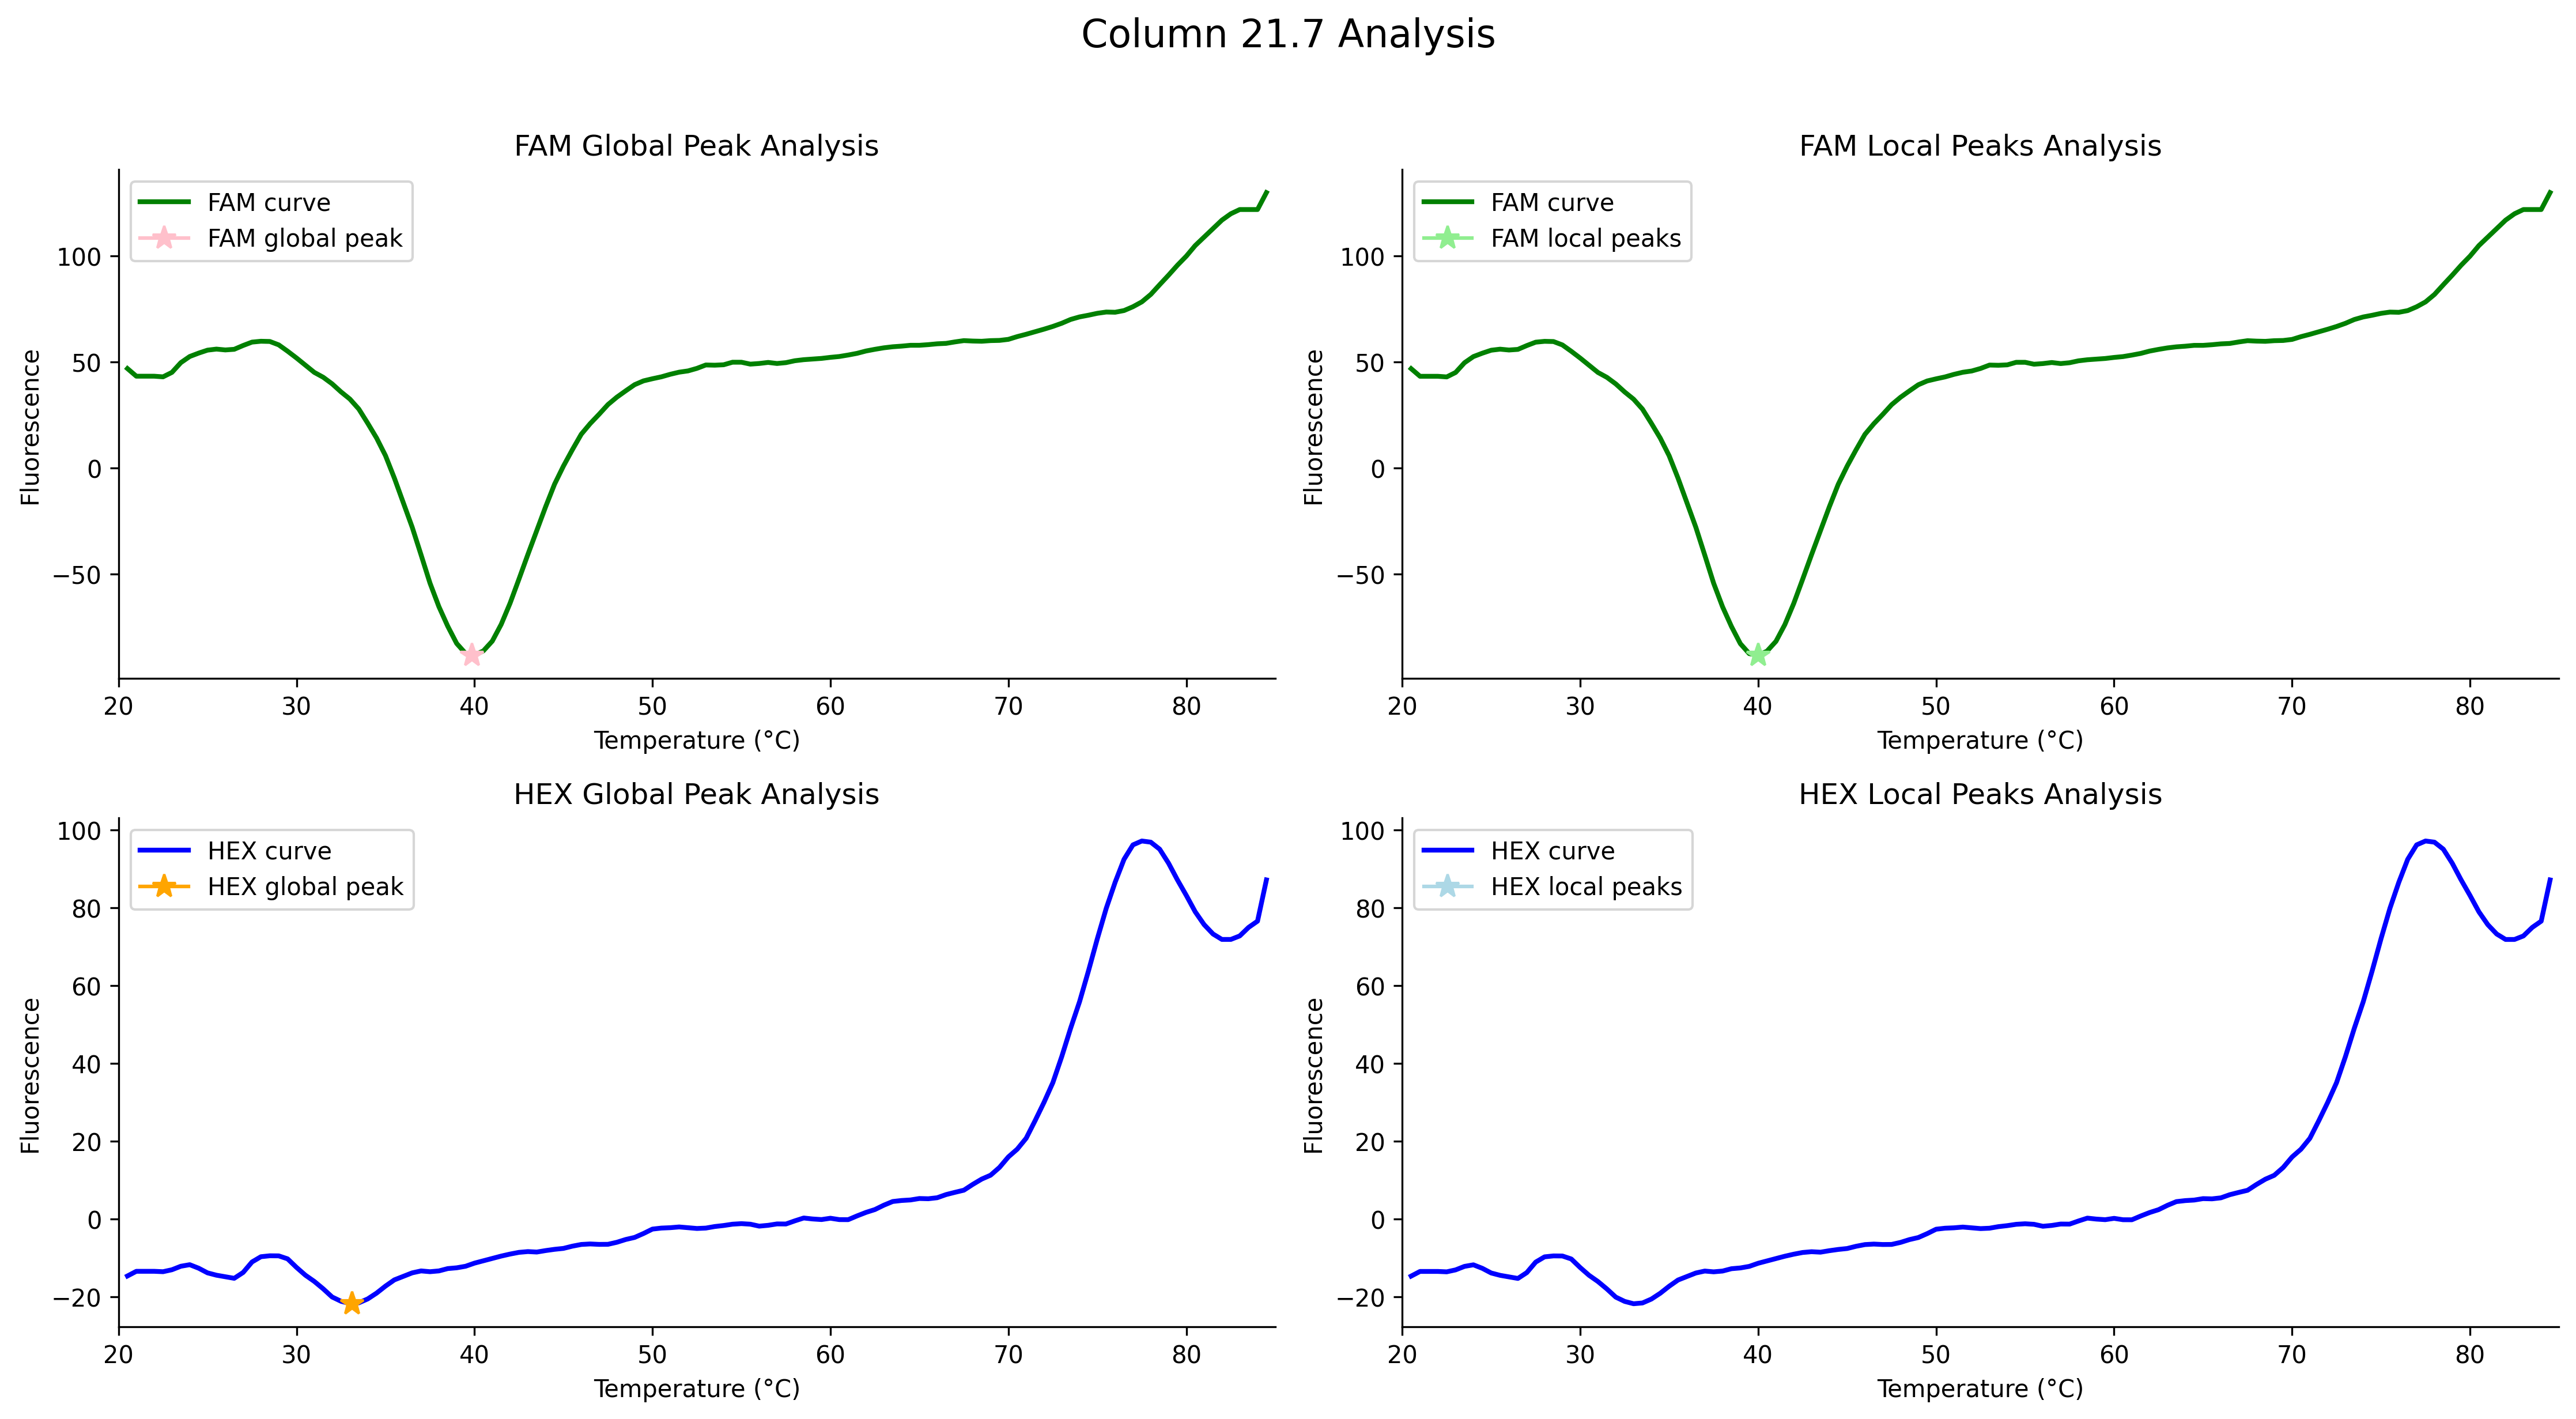 Column 21.7 Analysis
FAM Global Peak Analysis
FAM curve
FAM global peak
Fluorescence
100
50
0
−50
20 30 40 50 60 70 80
Temperature (°C)
FAM Local Peaks Analysis
FAM curve
FAM local peaks
Fluorescence
100
50
0
−50
20 30 40 50 60 70 80
Temperature (°C)
HEX Global Peak Analysis
HEX curve
HEX global peak
Fluorescence
100
80
60
40
20
0
−20
20 30 40 50 60 70 80
Temperature (°C)
HEX Local Peaks Analysis
HEX curve
HEX local peaks
Fluorescence
100
80
60
40
20
0
−20
20 30 40 50 60 70 80
Temperature (°C)